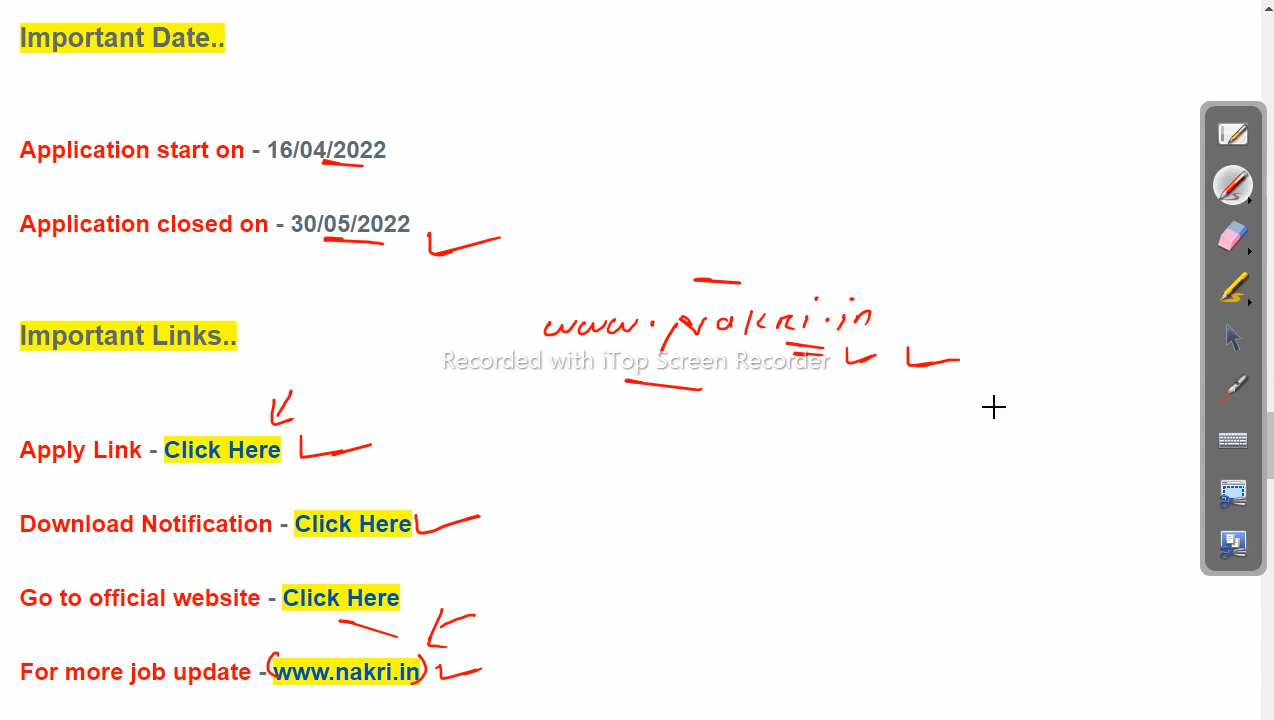 Important Date..
Application start on - 16/04/2022
Application closed on - 30/05/2022
www.Nakri.in
Important Links..
Recorded with iTop Screen Recorder
Apply Link - Click Here
Download Notification - Click Here
Go to official website - Click Here
For more job update - (www.nakri.in)